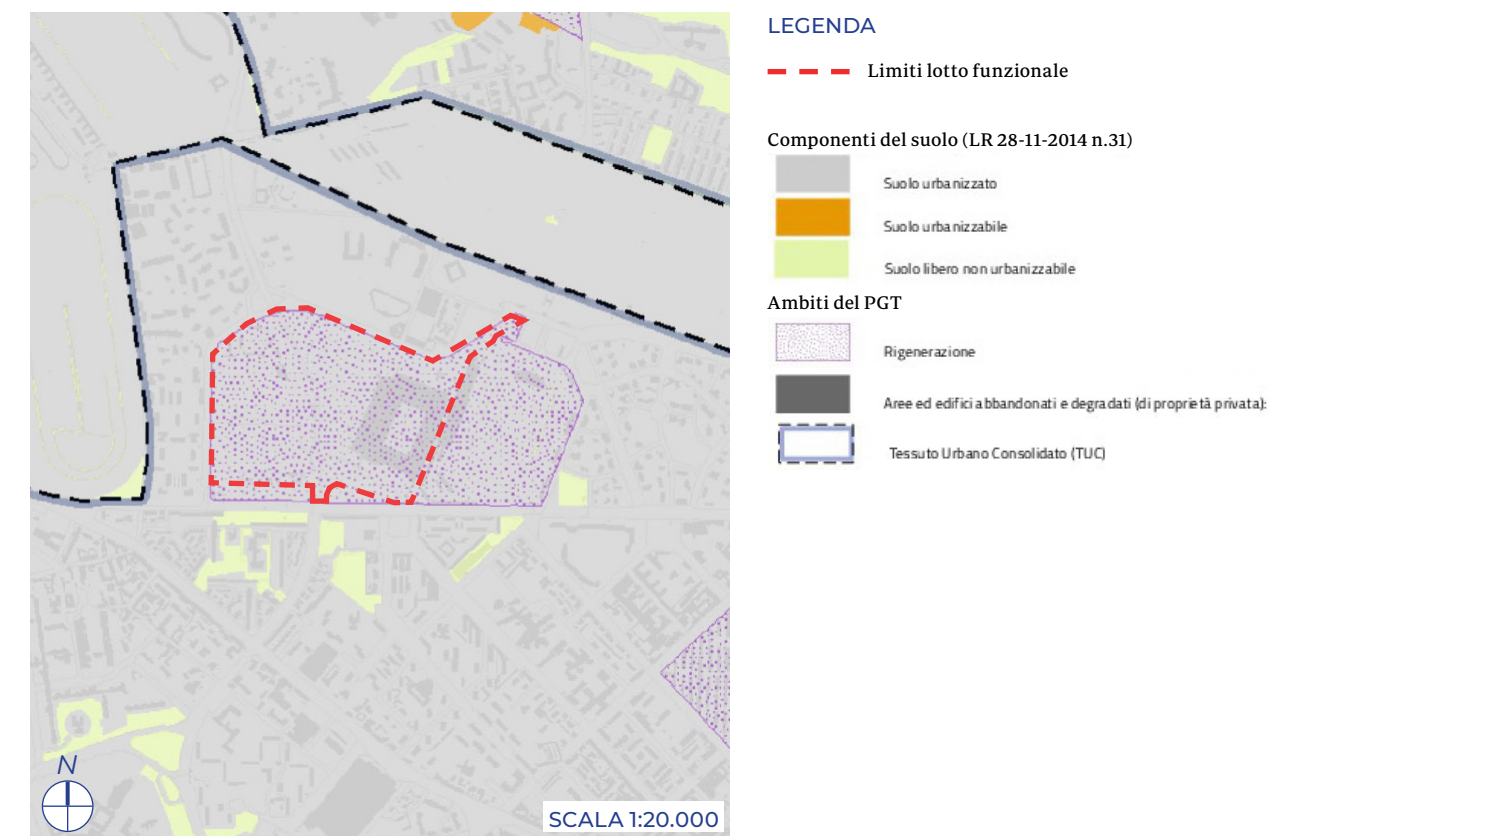 LEGENDA
Limiti lotto funzionale
Componenti del suolo (LR 28-11-2014 n.31)
Suolo urbanizzato
Suolo urbanizzabile
Suolo libero non urbanizzabile
Ambiti del PGT
Rigenerazione
Aree ed edifici abbandonati e degradati (di proprietà privata):
Tessuto Urbano Consolidato (TUC)
N
SCALA 1:20.000